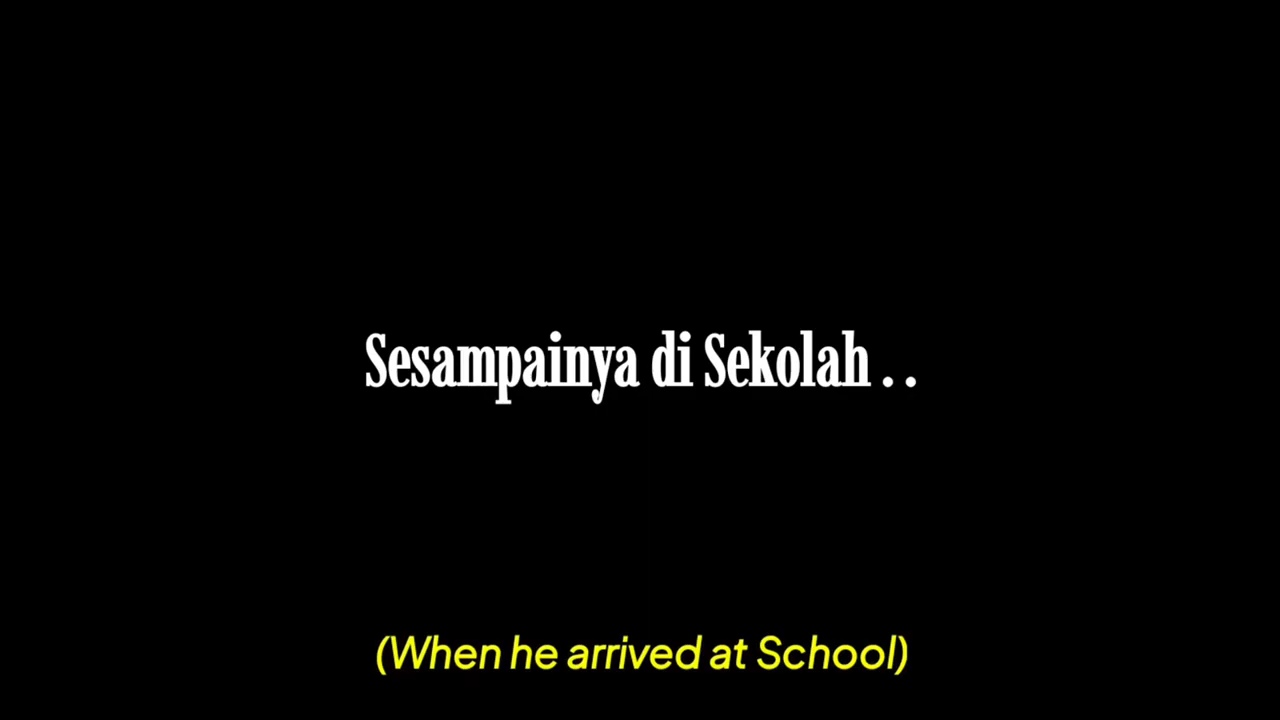 Sesampainya di Sekolah . .
(When he arrived at School)